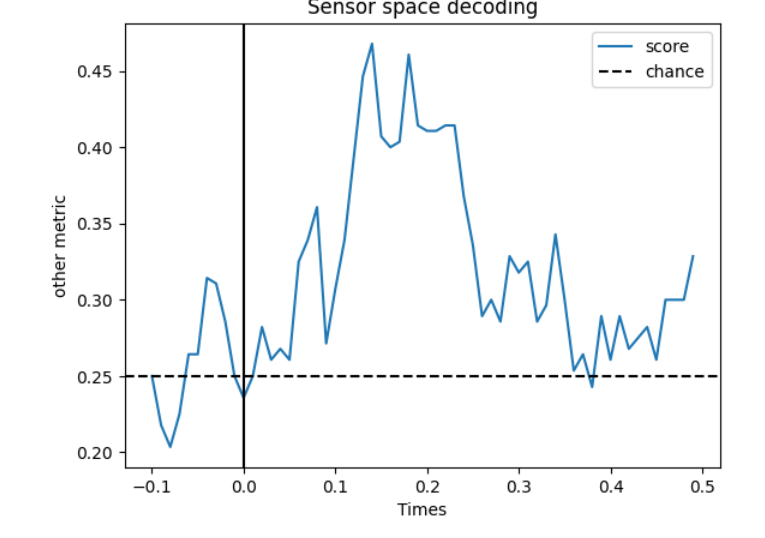 Sensor space decoding
score
chance
0.45
0.40
0.35
0.30
0.25
0.20
other metric
−0.1 0.0 0.1 0.2 0.3 0.4 0.5
Times